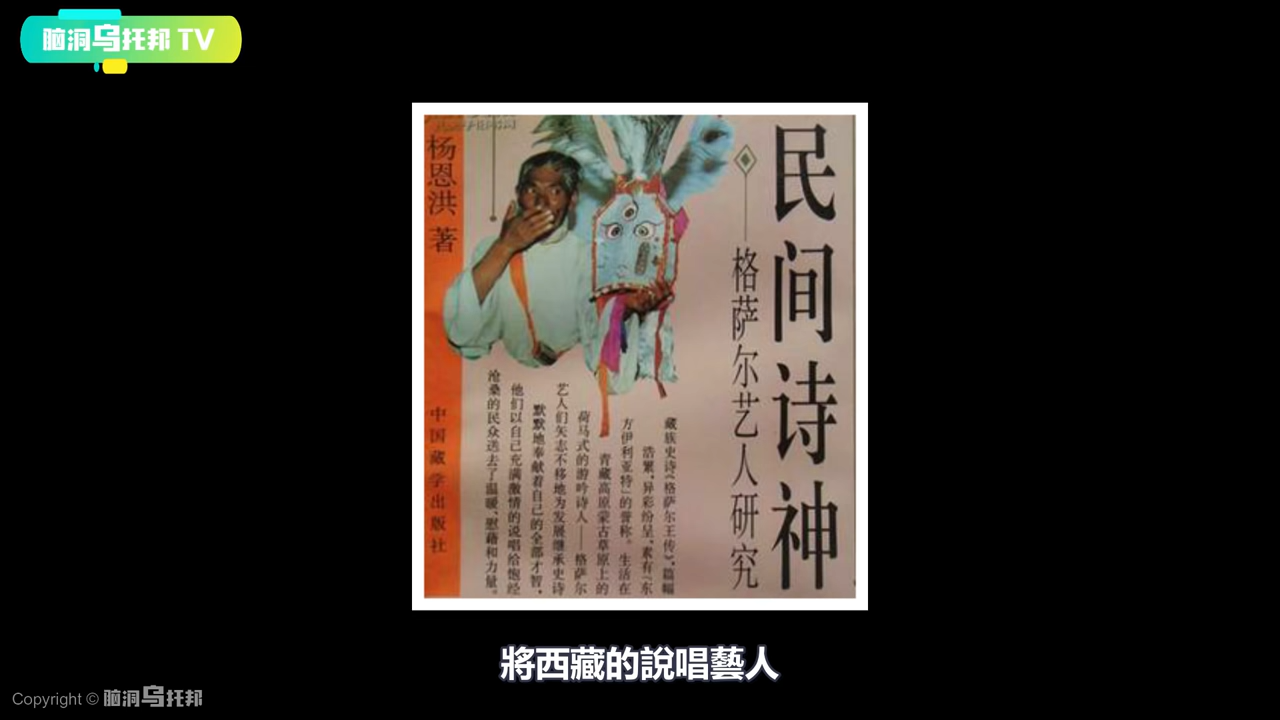 脑洞乌托邦 TV
民间诗神
格萨尔艺人研究
杨恩洪 著
藏族史诗《格萨尔王传》,篇幅
浩繁,异彩纷呈,素有「东
方伊利亚特」的誉称。生活在
青藏高原蒙古草原上的
荷马式的游吟诗人——格萨尔
艺人们矢志不移地为发展继承史诗
默默地奉献着自己的全部才智,
他们以自己充满激情的说唱给饱经
沧桑的民众送去了温暖、慰藉和力量。
中国藏学出版社
將西藏的說唱藝人
Copyright © 脑洞乌托邦